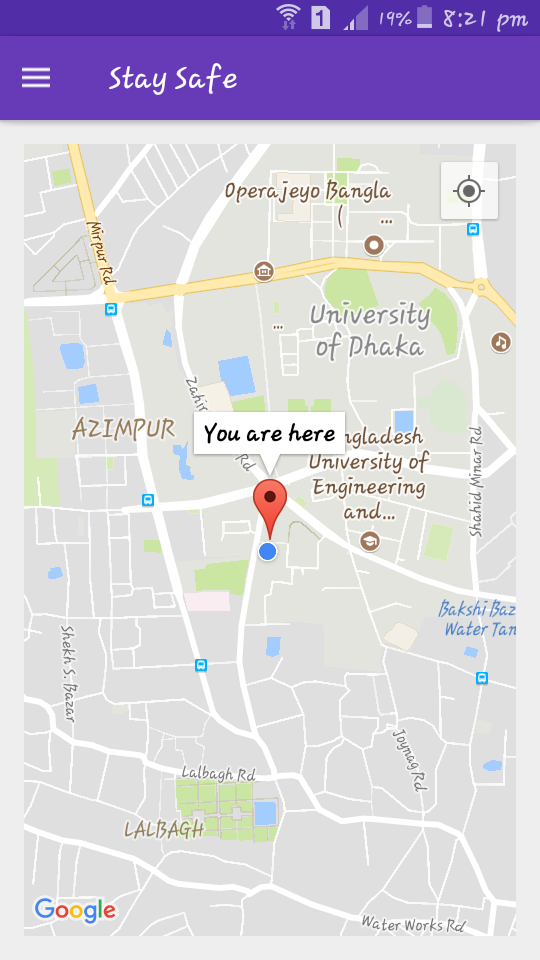 1 19% 8:21 pm
Stay Safe
Operajeyo Bangla
( ...
Mirpur Rd
...
University
of Dhaka
Zahir
Rd
AZIMPUR
You are here
ngladesh
University of
Engineering
and...
Shahid Minar Rd
Bakshi Baz
Water Tan
Shekh S. Bazar
Joynag Rd
Lalbagh Rd
LALBAGH
Google
Water Works Rd